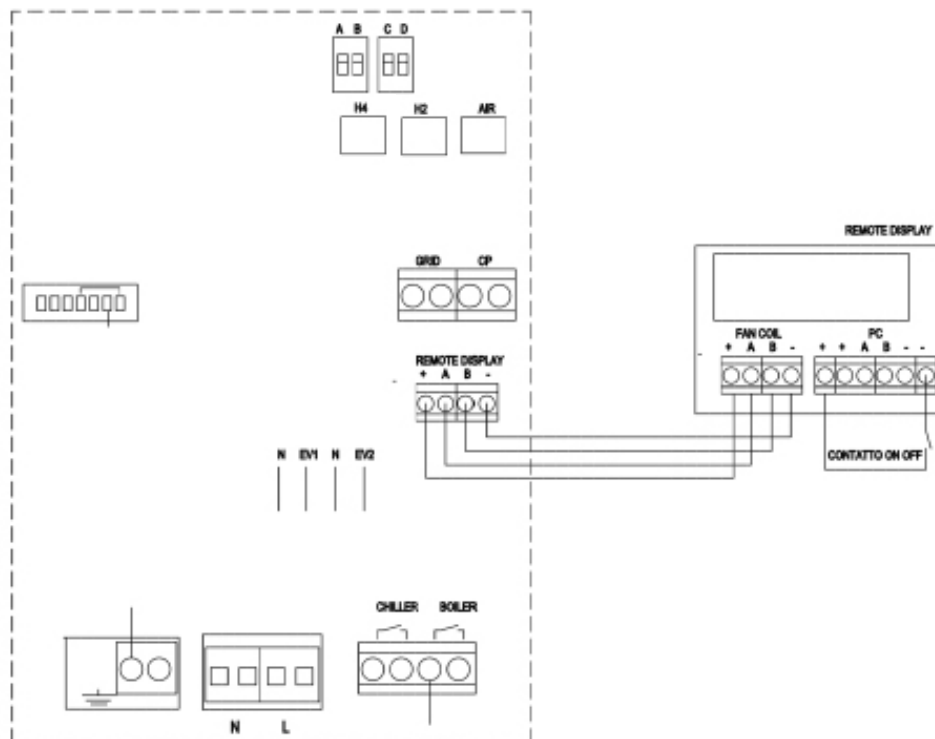 A B C D
H4 H2 AIR
REMOTE DISPLAY
GRID CP
FAN COIL PC
+ A B - + + A B - -
REMOTE DISPLAY
+ A B -
N EV1 N EV2
CONTATTO ON OFF
CHILLER BOILER
N L